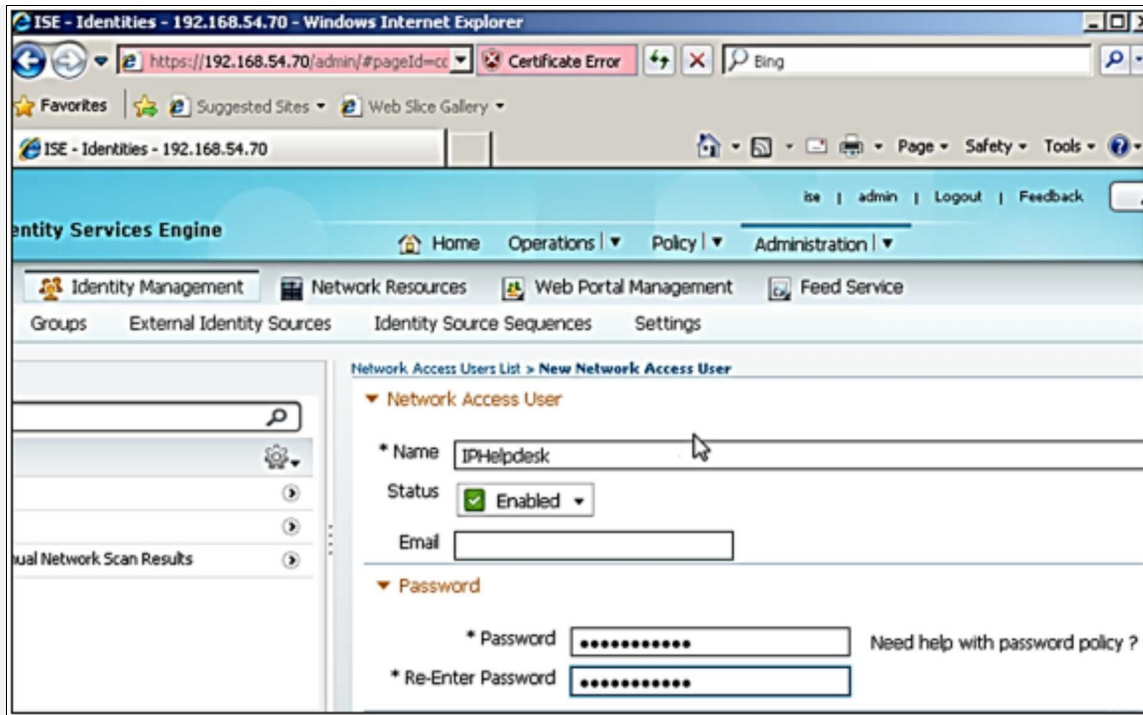 ISE - Identities - 192.168.54.70 - Windows Internet Explorer
https://192.168.54.70/admin/#pageId=cc Certificate Error Bing
Favorites Suggested Sites Web Slice Gallery
ISE - Identities - 192.168.54.70 Page Safety Tools
ise | admin | Logout | Feedback
entity Services Engine Home Operations | Policy | Administration |
Identity Management Network Resources Web Portal Management Feed Service
Groups External Identity Sources Identity Source Sequences Settings
Network Access Users List > New Network Access User
Network Access User
* Name IPHelpdesk
Status Enabled
Email
ual Network Scan Results
Password
* Password ••••••••••• Need help with password policy ?
* Re-Enter Password •••••••••••